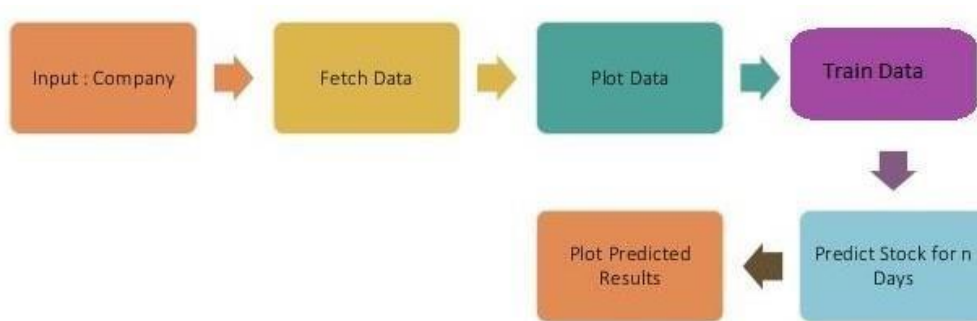 Input : Company
Fetch Data
Plot Data
Train Data
Predict Stock for n
Days
Plot Predicted
Results